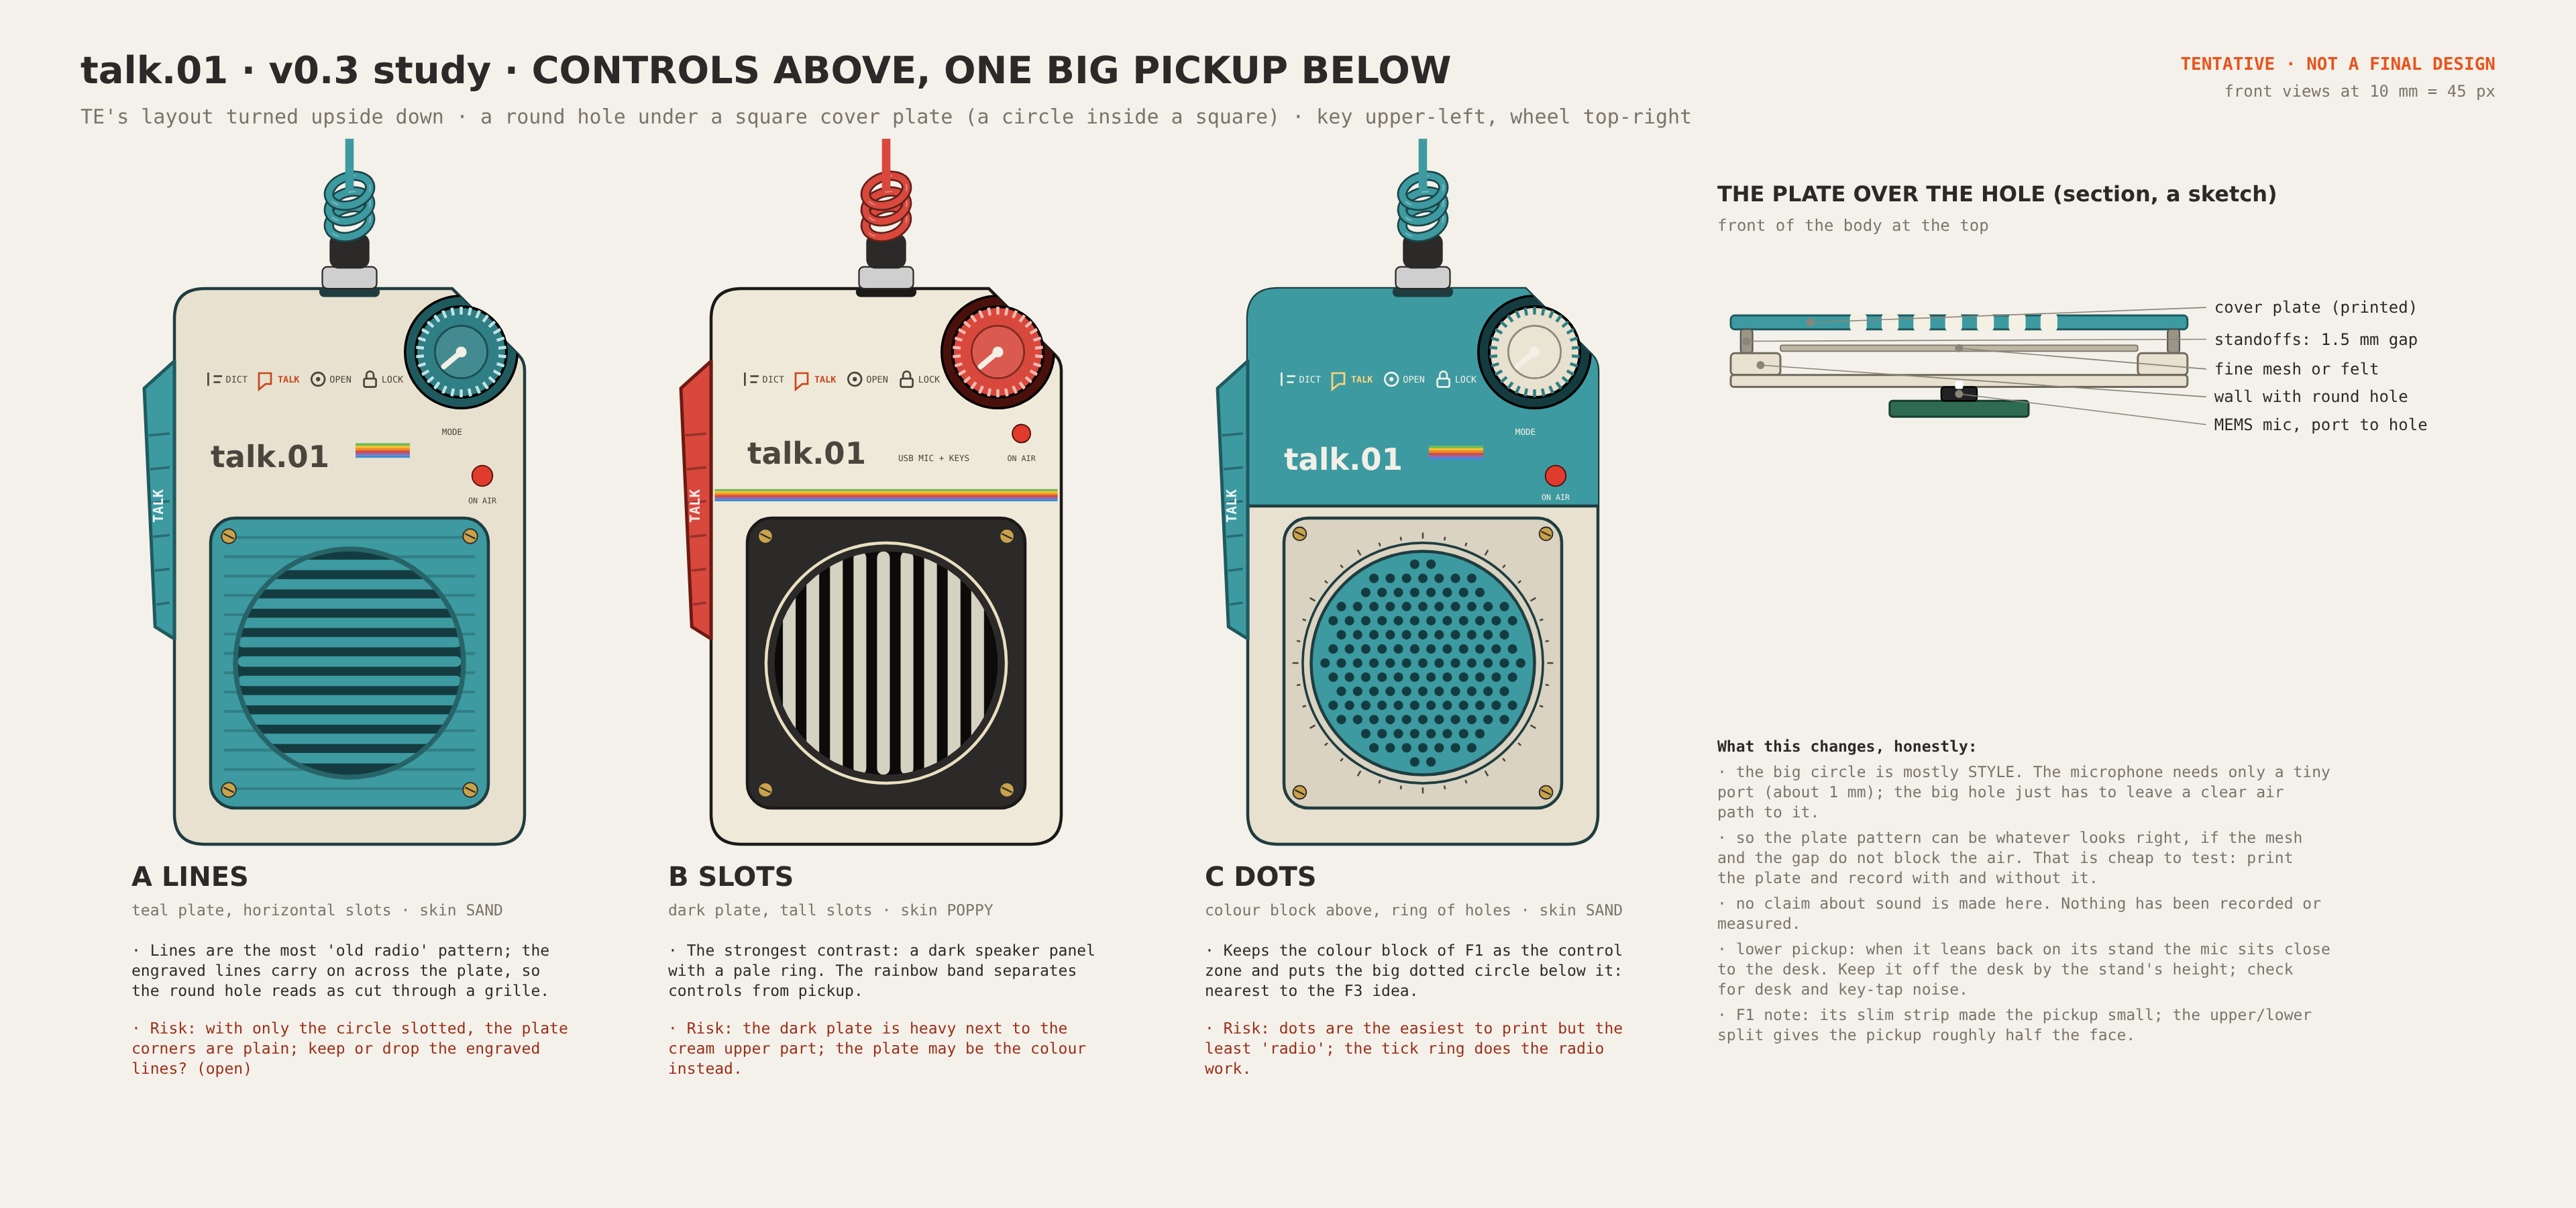 talk.01 · v0.3 study · CONTROLS ABOVE, ONE BIG PICKUP BELOW
TE's layout turned upside down · a round hole under a square cover plate (a circle inside a square) · key upper-left, wheel top-right
TENTATIVE · NOT A FINAL DESIGN
front views at 10 mm = 45 px
DICT TALK OPEN LOCK
MODE
talk.01
ON AIR
TALK
A LINES
teal plate, horizontal slots · skin SAND
· Lines are the most 'old radio' pattern; the
engraved lines carry on across the plate, so
the round hole reads as cut through a grille.
· Risk: with only the circle slotted, the plate
corners are plain; keep or drop the engraved
lines? (open)
DICT TALK OPEN LOCK
talk.01
USB MIC + KEYS
ON AIR
TALK
B SLOTS
dark plate, tall slots · skin POPPY
· The strongest contrast: a dark speaker panel
with a pale ring. The rainbow band separates
controls from pickup.
· Risk: the dark plate is heavy next to the
cream upper part; the plate may be the colour
instead.
DICT TALK OPEN LOCK
MODE
talk.01
ON AIR
TALK
C DOTS
colour block above, ring of holes · skin SAND
· Keeps the colour block of F1 as the control
zone and puts the big dotted circle below it:
nearest to the F3 idea.
· Risk: dots are the easiest to print but the
least 'radio'; the tick ring does the radio
work.
THE PLATE OVER THE HOLE (section, a sketch)
front of the body at the top
cover plate (printed)
standoffs: 1.5 mm gap
fine mesh or felt
wall with round hole
MEMS mic, port to hole
What this changes, honestly:
· the big circle is mostly STYLE. The microphone needs only a tiny
port (about 1 mm); the big hole just has to leave a clear air
path to it.
· so the plate pattern can be whatever looks right, if the mesh
and the gap do not block the air. That is cheap to test: print
the plate and record with and without it.
· no claim about sound is made here. Nothing has been recorded or
measured.
· lower pickup: when it leans back on its stand the mic sits close
to the desk. Keep it off the desk by the stand's height; check
for desk and key-tap noise.
· F1 note: its slim strip made the pickup small; the upper/lower
split gives the pickup roughly half the face.